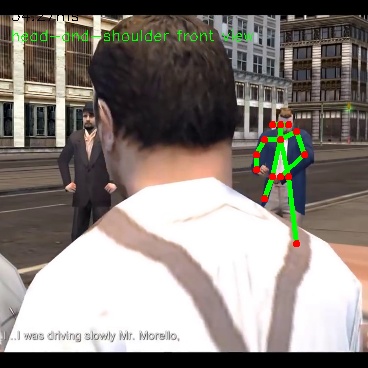 head--and--shoulder front view
...I was driving slowly Mr. Morello,